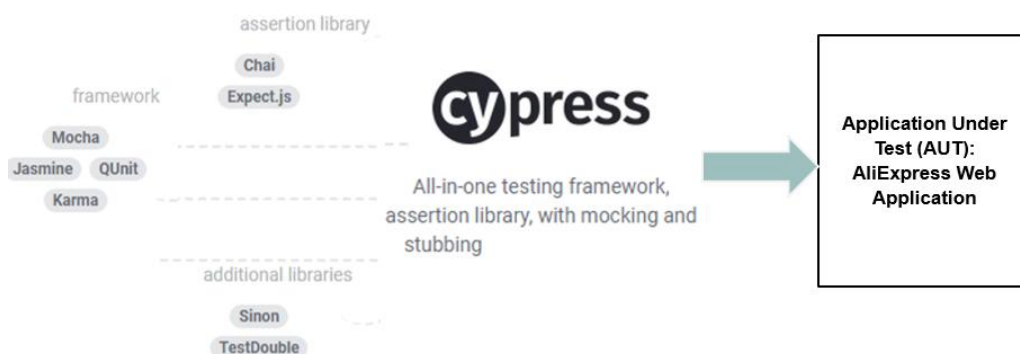 assertion library
Chai
Expect.js
framework
Mocha
Jasmine QUnit
Karma
additional libraries
Sinon
TestDouble
cypress
All-in-one testing framework,
assertion library, with mocking and
stubbing
Application Under
Test (AUT):
AliExpress Web
Application